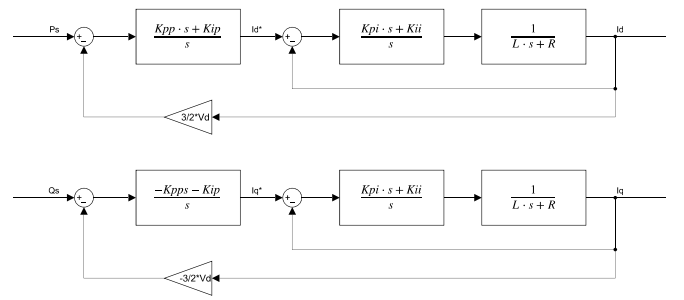 Ps
Kpp · s + Kip
s
Id*
Kpi · s + Kii
s
1
L · s + R
Id
3/2*Vd
Qs
−Kpps − Kip
s
Iq*
Kpi · s + Kii
s
1
L · s + R
Iq
-3/2*Vd